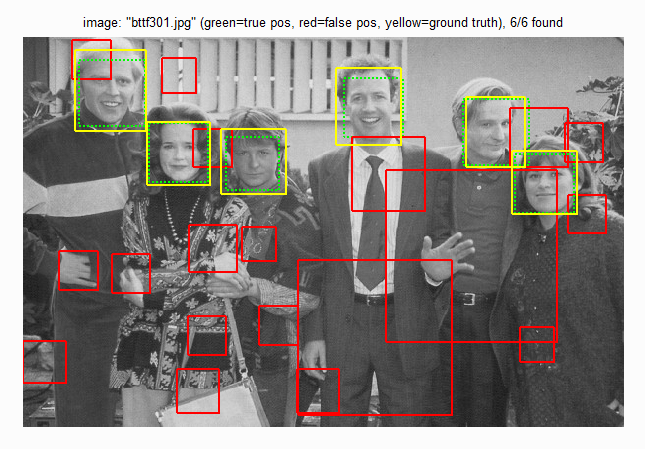 image: "bttf301.jpg" (green=true pos, red=false pos, yellow=ground truth), 6/6 found